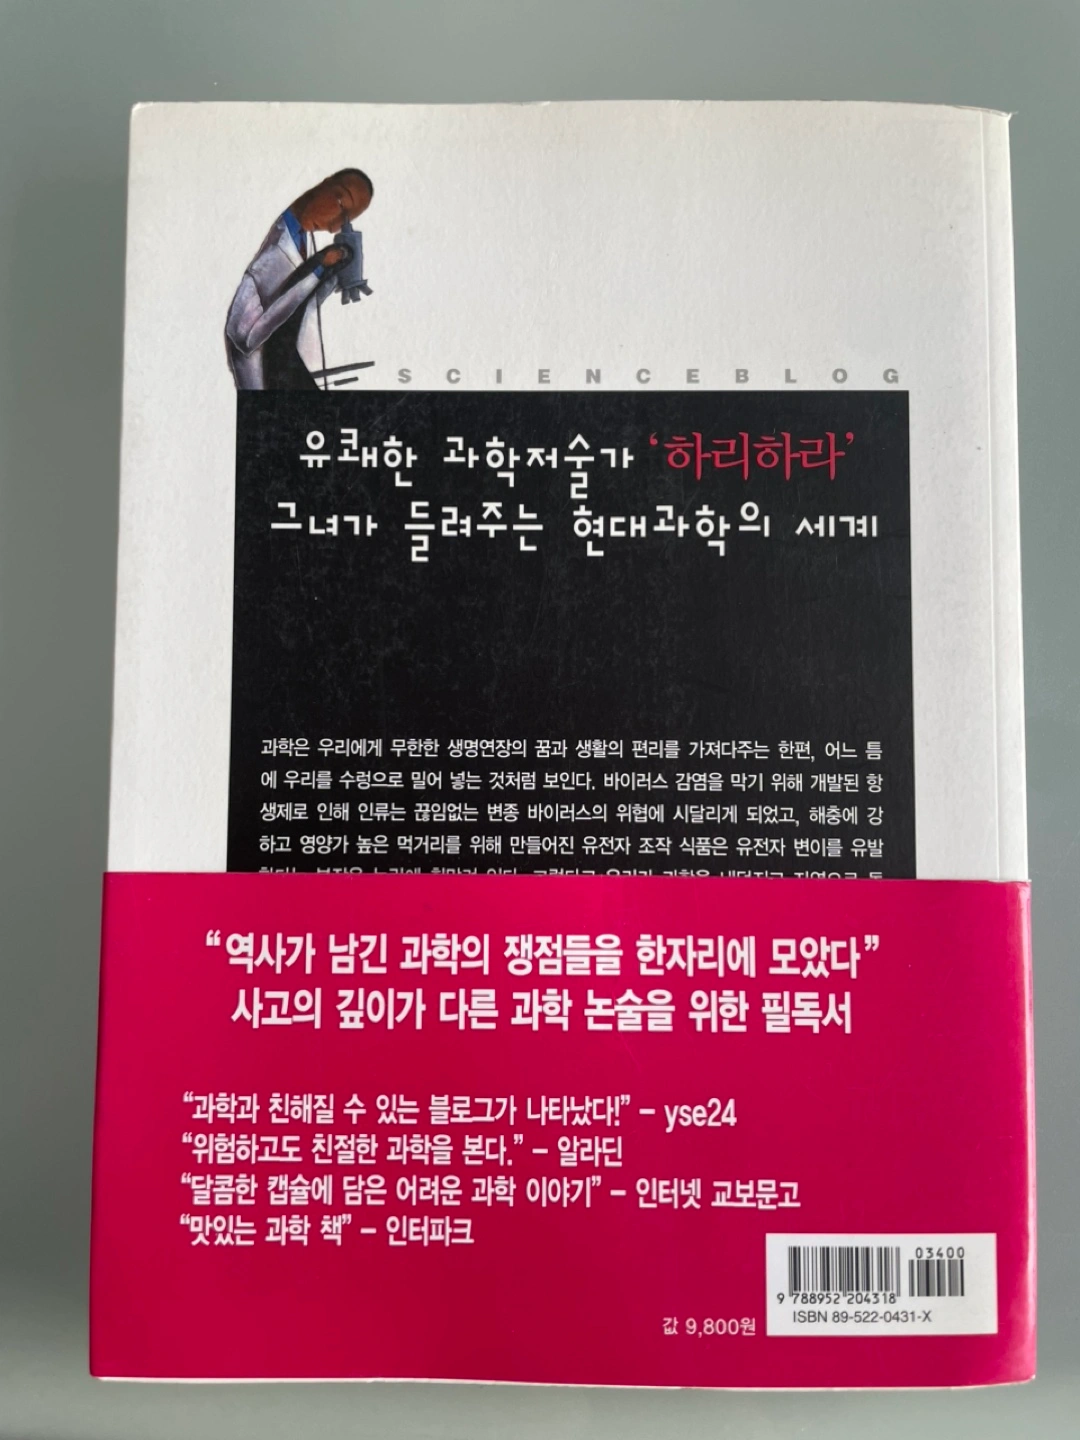 SCIENCEBLOG
유쾌한 과학저술가 ‘하리하라’
그녀가 들려주는 현대과학의 세계
과학은 우리에게 무한한 생명연장의 꿈과 생활의 편리를 가져다주는 한편, 어느 틈
에 우리를 수렁으로 밀어 넣는 것처럼 보인다. 바이러스 감염을 막기 위해 개발된 항
생제로 인해 인류는 끊임없는 변종 바이러스의 위협에 시달리게 되었고, 해충에 강
하고 영양가 높은 먹거리를 위해 만들어진 유전자 조작 식품은 유전자 변이를 유발
“역사가 남긴 과학의 쟁점들을 한자리에 모았다”
사고의 깊이가 다른 과학 논술을 위한 필독서
“과학과 친해질 수 있는 블로그가 나타났다!” – yse24
“위험하고도 친절한 과학을 본다.” – 알라딘
“달콤한 캡슐에 담은 어려운 과학 이야기” – 인터넷 교보문고
“맛있는 과학 책” – 인터파크
03400
9 788952 204318
ISBN 89-522-0431-X
값 9,800원